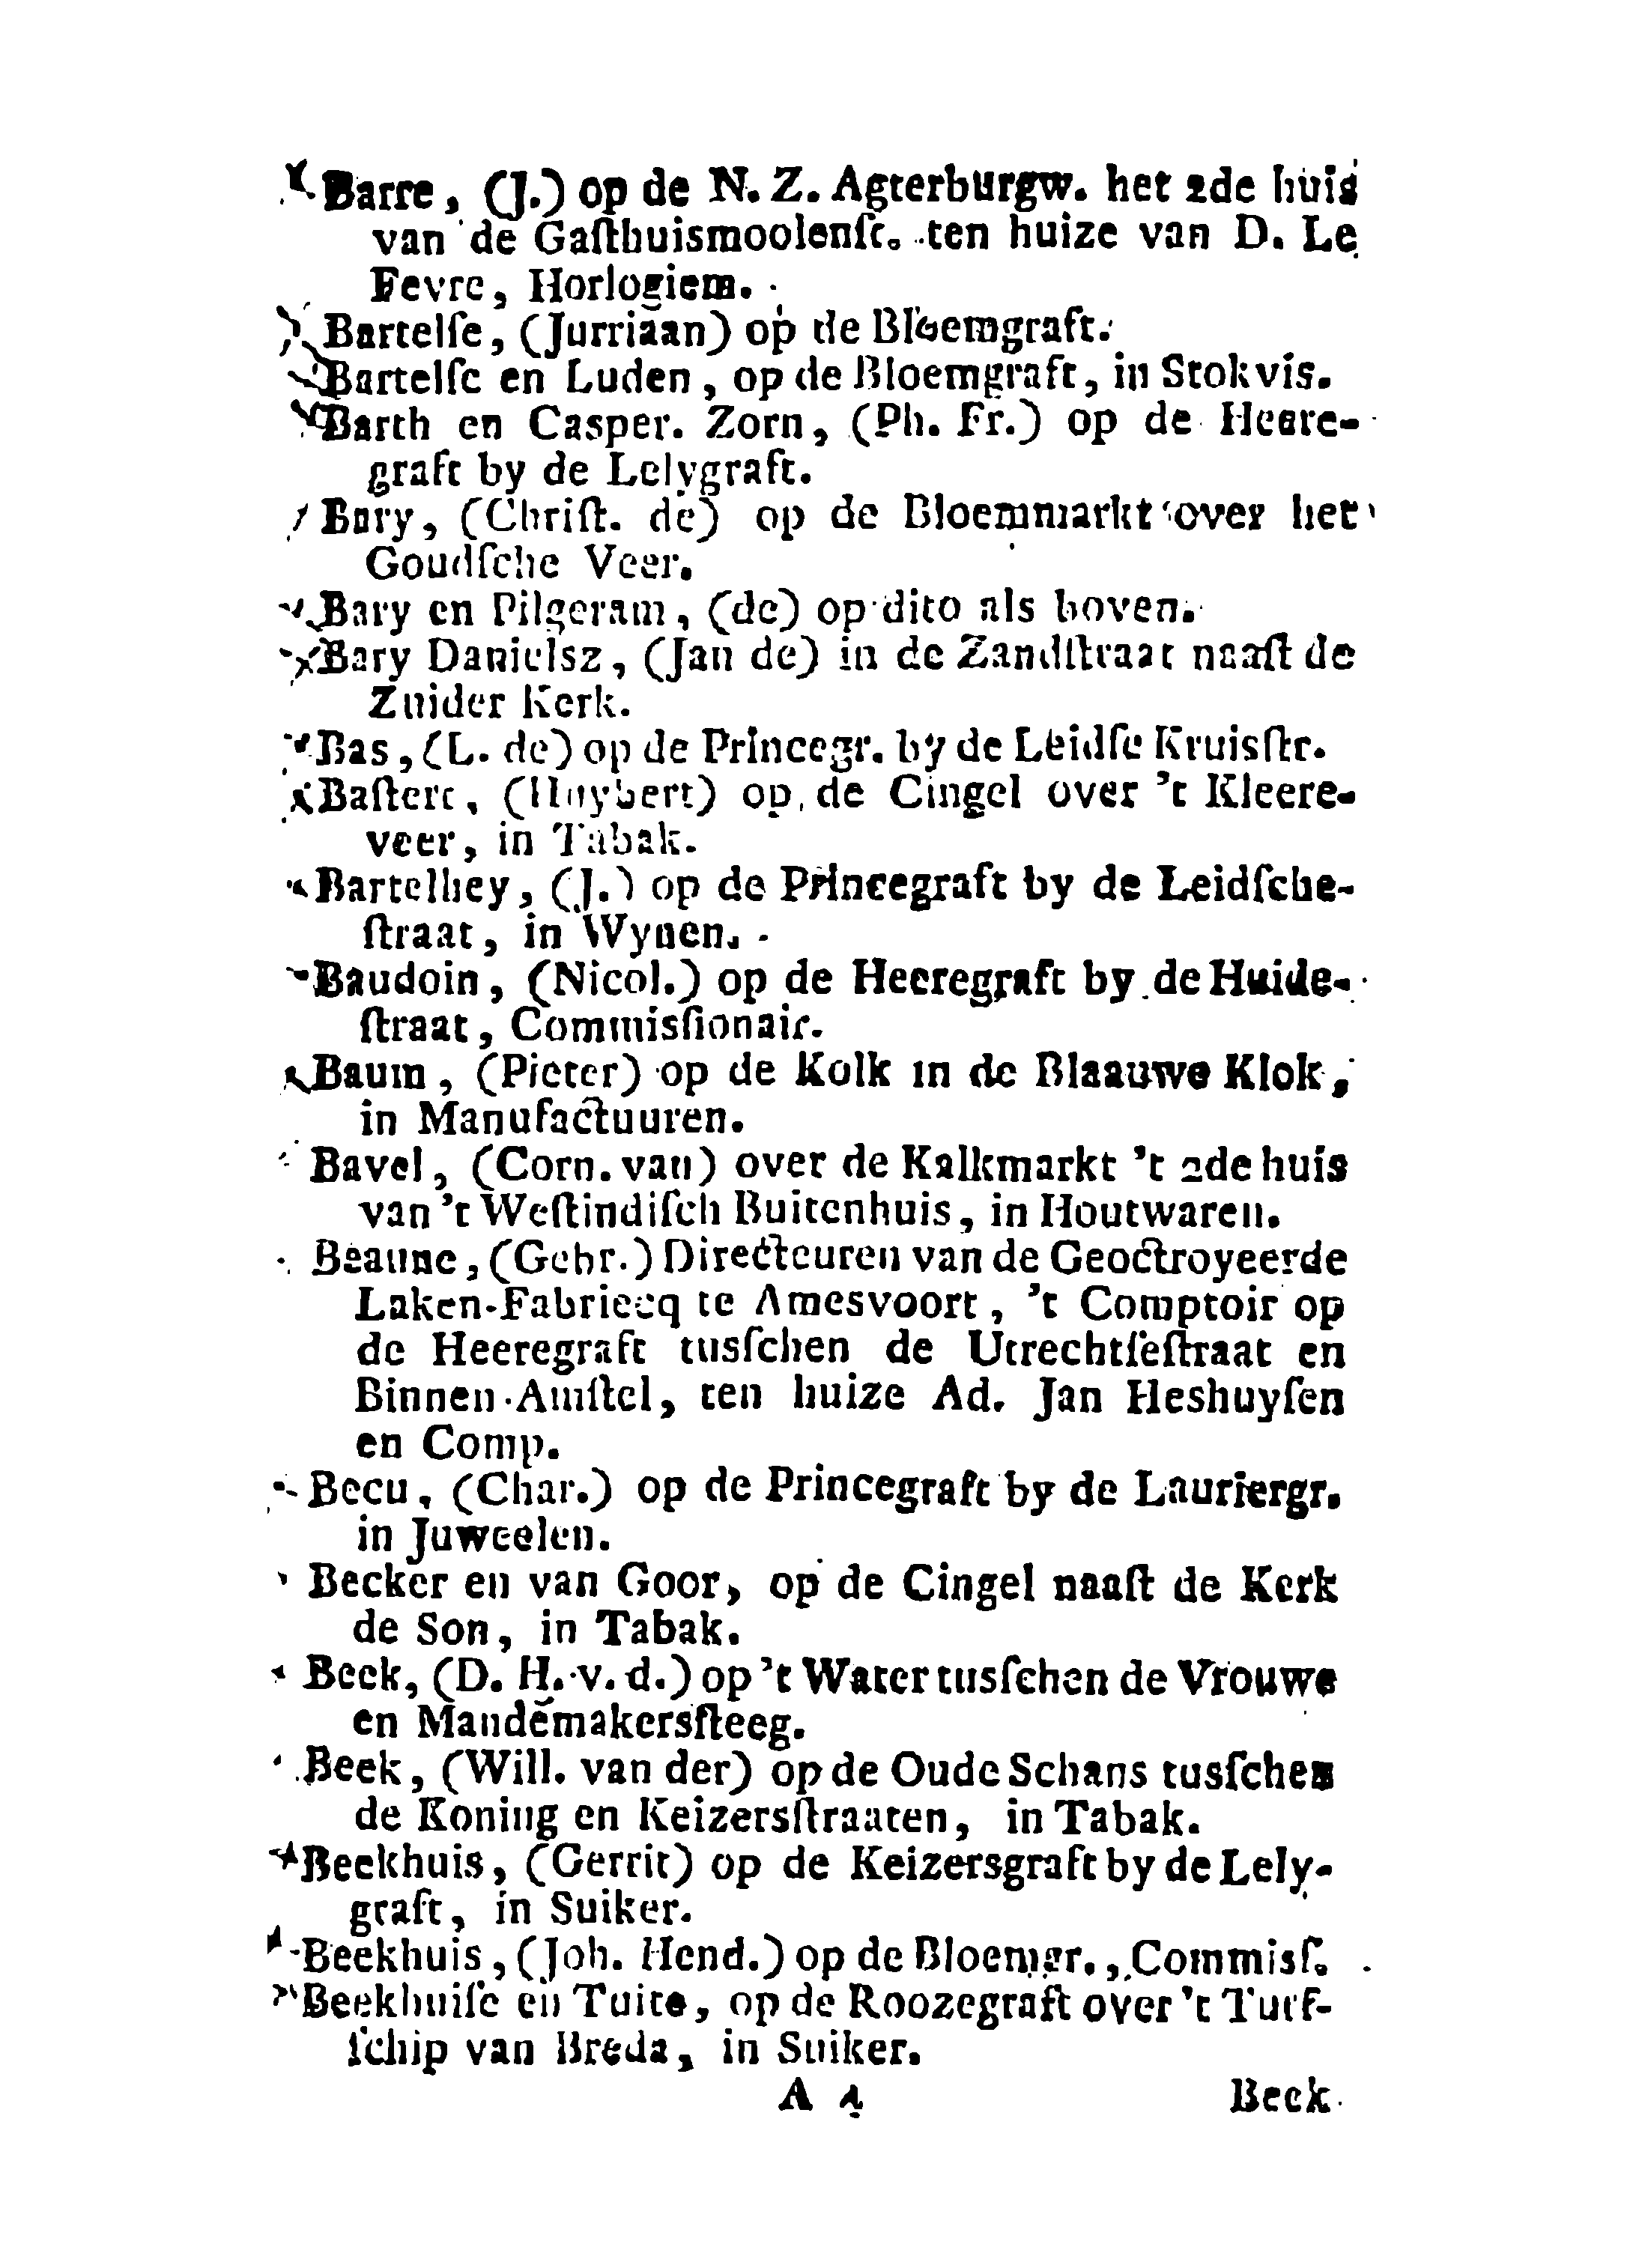 Barre, (J.) op de N. Z. Agterburgw. het 2de huis
van de Gaſthuismoolenſt. ten huize van D. Le
Fevre, Horlogiem.
Bartelſe, (Jurriaan) op de Bloemgraft.
Bartelſe en Luden, op de Bloemgraft, in Stokvis.
Barth en Casper. Zorn, (Ph. Fr.) op de Heere-
graft by de Lelygraft.
Bary, (Chriſt. de) op de Bloemmarkt over het
Goudſche Veer.
Bary en Pilgeram, (de) op dito als boven.
Bary Danielsz, (Jan de) in de Zandſtraat naaſt de
Zuider Kerk.
Bas, (L. de) op de Princegr. by de Leidſe Kruisſtr.
Baſtert, (Huybert) op de Cingel over 't Kleere-
veer, in Tabak.
Bartelhey, (J.) op de Princegraft by de Leidſche-
ſtraat, in Wynen.
Baudoin, (Nicol.) op de Heeregraft by de Huide-
ſtraat, Commisſionair.
Baum, (Pieter) op de Kolk in de Blaauwe Klok,
in Manufactuuren.
Bavel, (Corn. van) over de Kalkmarkt 't 2de huis
van 't Weſtindiſch Buitenhuis, in Houtwaren.
Beaune, (Gebr.) Directeuren van de Geoctroyeerde
Laken-Fabriecq te Amesvoort, 't Comptoir op
de Heeregraft tusſchen de Utrechtſeſtraat en
Binnen-Amſtel, ten huize Ad. Jan Heshuyſen
en Comp.
Becu, (Char.) op de Princegraft by de Lauriergr.
in Juweelen.
Becker en van Goor, op de Cingel naaſt de Kerk
de Son, in Tabak.
Beek, (D. H. v. d.) op 't Water tusſchen de Vrouwe
en Mandemakersſteeg.
Beek, (Will. van der) op de Oude Schans tusſchen
de Koning en Keizersſtraaten, in Tabak.
Beekhuis, (Gerrit) op de Keizersgraft by de Lely-
graft, in Suiker.
Beekhuis, (Joh. Hend.) op de Bloemgr., Commisſ.
Beekhuiſe en Tuite, op de Roozegraft over 't Turf-
ſchip van Breda, in Suiker.
A 4 Beek